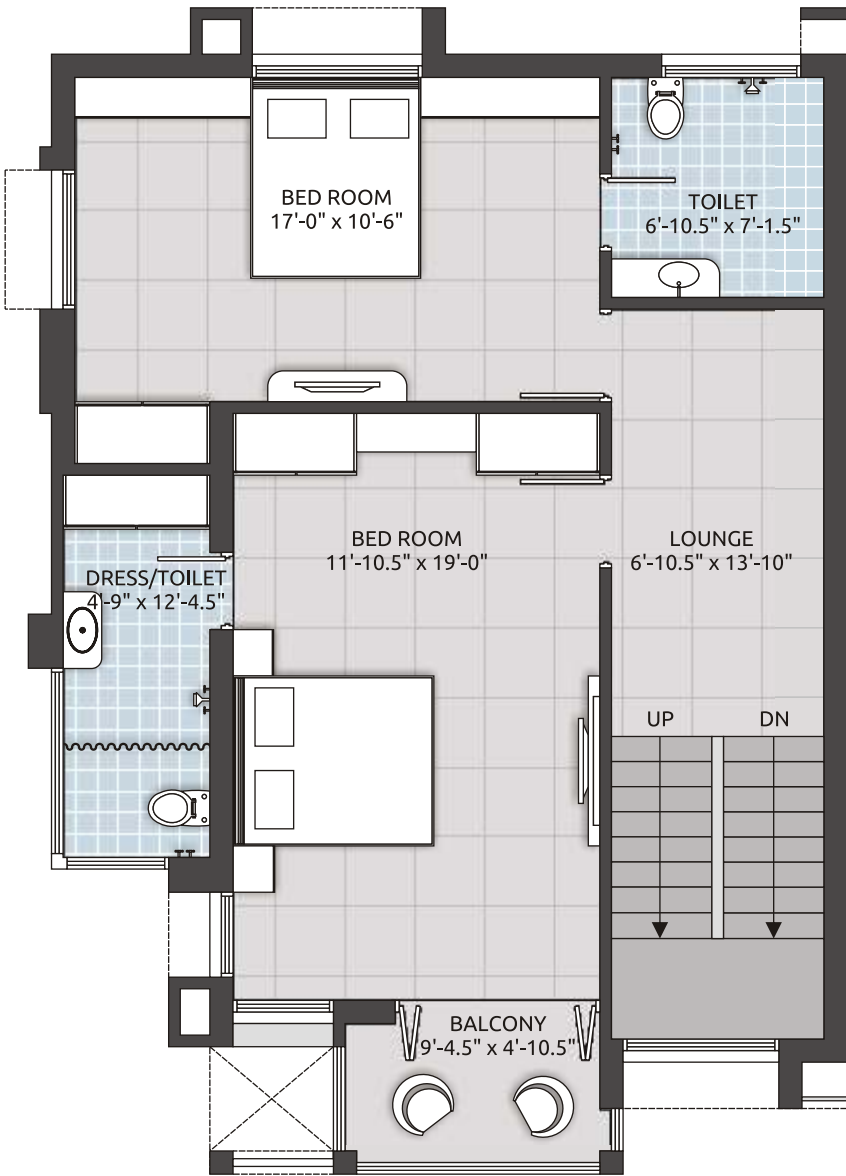 BED ROOM
17'-0" x 10'-6"
TOILET
6'-10.5" x 7'-1.5"
BED ROOM
11'-10.5" x 19'-0"
LOUNGE
6'-10.5" x 13'-10"
DRESS/TOILET
4'-9" x 12'-4.5"
UP
DN
BALCONY
9'-4.5" x 4'-10.5"